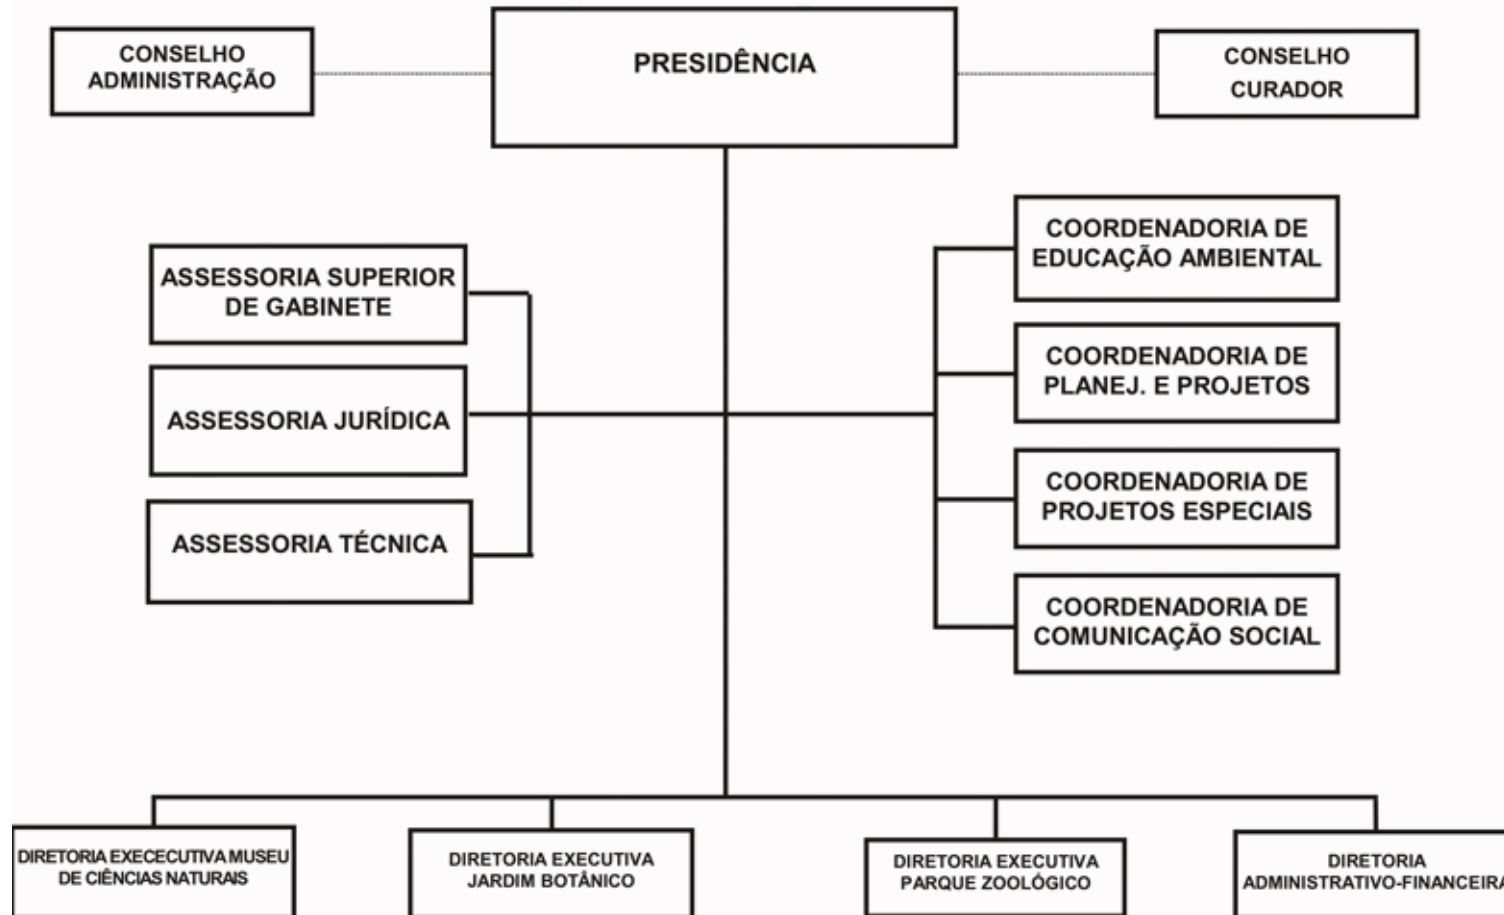 CONSELHO
ADMINISTRAÇÃO
PRESIDÊNCIA
CONSELHO
CURADOR
ASSESSORIA SUPERIOR
DE GABINETE
ASSESSORIA JURÍDICA
ASSESSORIA TÉCNICA
COORDENADORIA DE
EDUCAÇÃO AMBIENTAL
COORDENADORIA DE
PLANEJ. E PROJETOS
COORDENADORIA DE
PROJETOS ESPECIAIS
COORDENADORIA DE
COMUNICAÇÃO SOCIAL
DIRETORIA EXECECUTIVA MUSEU
DE CIÊNCIAS NATURAIS
DIRETORIA EXECUTIVA
JARDIM BOTÂNICO
DIRETORIA EXECUTIVA
PARQUE ZOOLÓGICO
DIRETORIA
ADMINISTRATIVO-FINANCEIRA